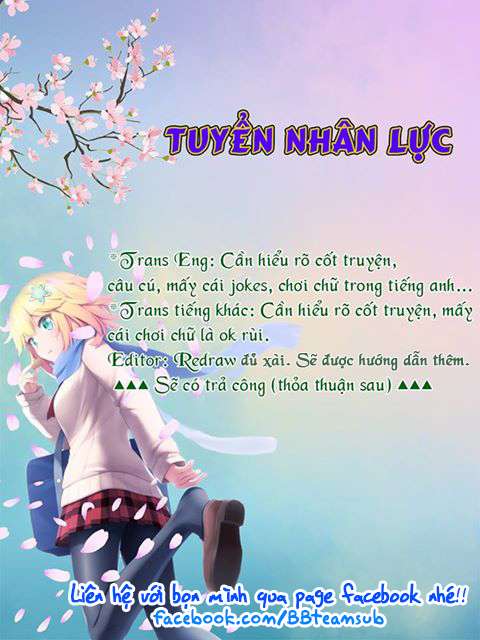 TUYỂN NHÂN LỰC
*Trans Eng: Cần hiểu rõ cốt truyện,
câu cú, mấy cái jokes, chơi chữ trong tiếng anh...
*Trans tiếng khác: Cần hiểu rõ cốt truyện, mấy
cái chơi chữ là ok rùi.
Editor: Redraw đủ xài. Sẽ được hướng dẫn thêm.
▲▲▲ Sẽ có trả công (thỏa thuận sau) ▲▲▲
Liên hệ với bọn mình qua page facebook nhé!!
facebook.com/BBteamsub